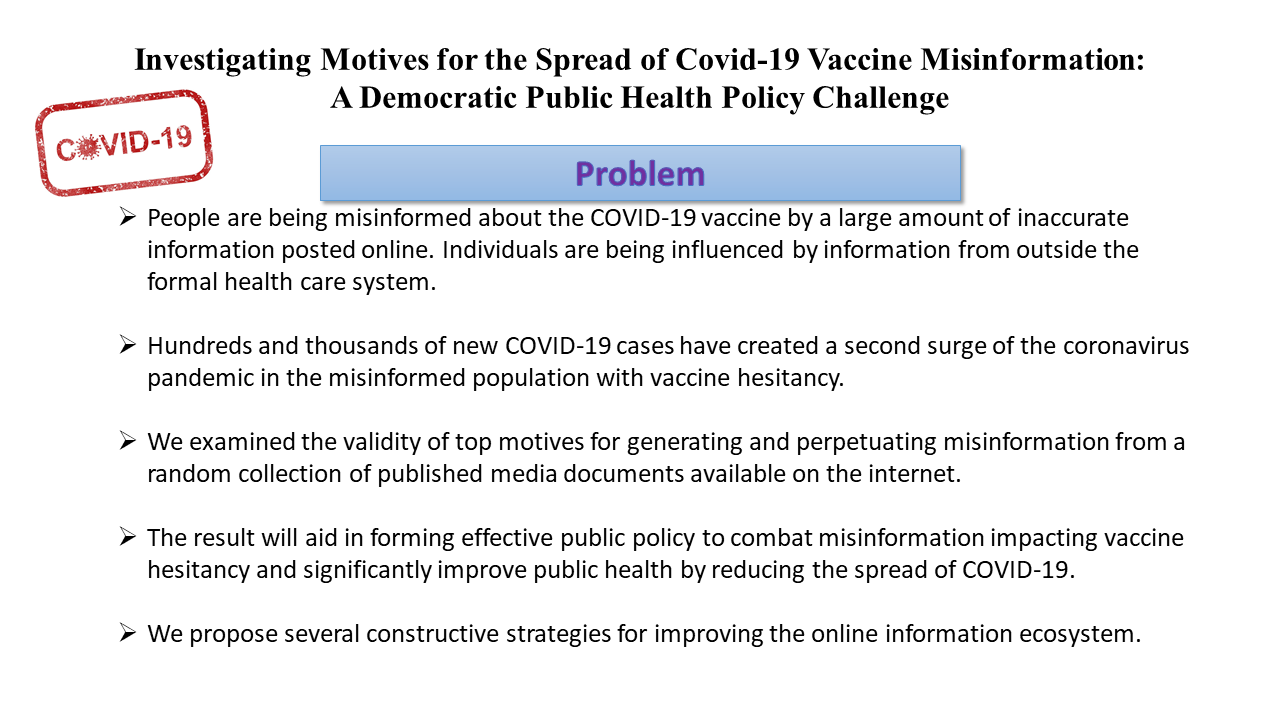 Investigating Motives for the Spread of Covid-19 Vaccine Misinformation:
A Democratic Public Health Policy Challenge
COVID-19
Problem
➢ People are being misinformed about the COVID-19 vaccine by a large amount of inaccurate
information posted online. Individuals are being influenced by information from outside the
formal health care system.
➢ Hundreds and thousands of new COVID-19 cases have created a second surge of the coronavirus
pandemic in the misinformed population with vaccine hesitancy.
➢ We examined the validity of top motives for generating and perpetuating misinformation from a
random collection of published media documents available on the internet.
➢ The result will aid in forming effective public policy to combat misinformation impacting vaccine
hesitancy and significantly improve public health by reducing the spread of COVID-19.
➢ We propose several constructive strategies for improving the online information ecosystem.